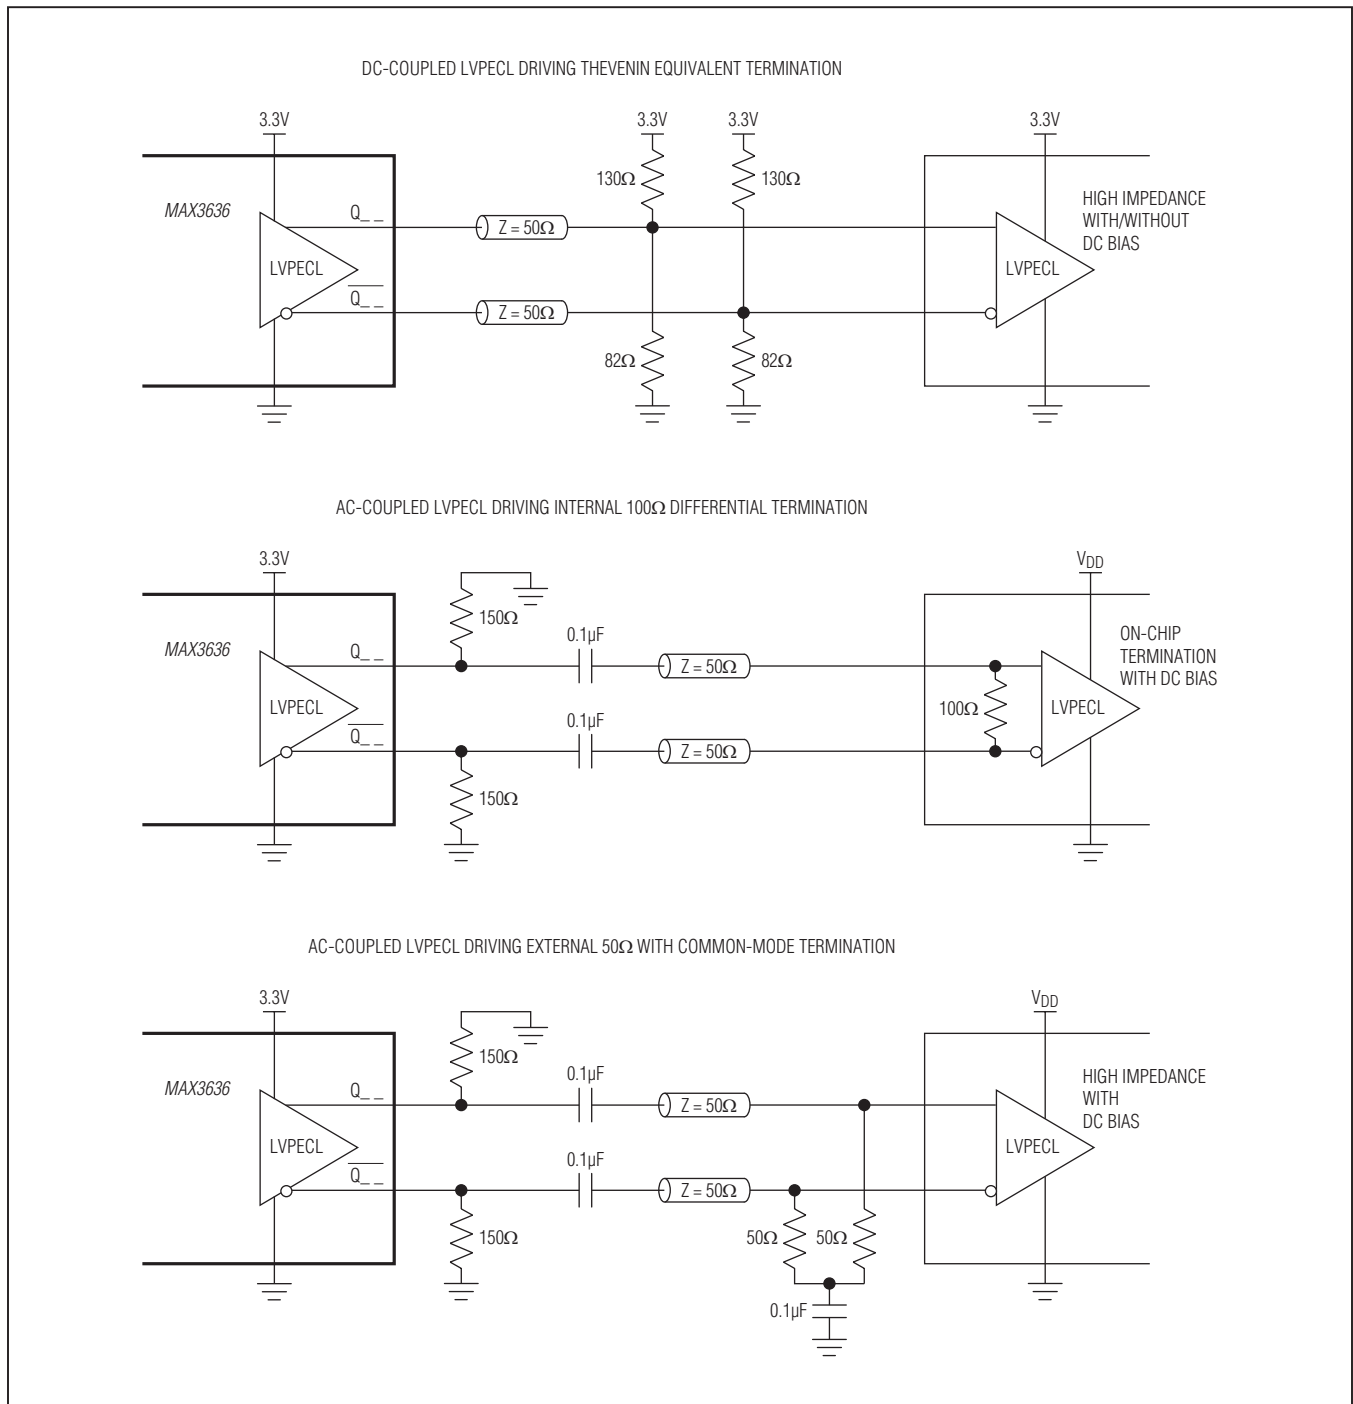 DC-COUPLED LVPECL DRIVING THEVENIN EQUIVALENT TERMINATION
3.3V 3.3V 3.3V 3.3V
130Ω 130Ω
MAX3636 Q_ _ Z = 50Ω HIGH IMPEDANCE
WITH/WITHOUT
DC BIAS
LVPECL LVPECL
Q_ _ Z = 50Ω
82Ω 82Ω
AC-COUPLED LVPECL DRIVING INTERNAL 100Ω DIFFERENTIAL TERMINATION
3.3V VDD
150Ω
MAX3636 Q_ _ 0.1µF Z = 50Ω ON-CHIP
TERMINATION
WITH DC BIAS
LVPECL 100Ω LVPECL
Q_ _ 0.1µF Z = 50Ω
150Ω
AC-COUPLED LVPECL DRIVING EXTERNAL 50Ω WITH COMMON-MODE TERMINATION
3.3V VDD
150Ω
MAX3636 Q_ _ 0.1µF Z = 50Ω HIGH IMPEDANCE
WITH
DC BIAS
LVPECL LVPECL
Q_ _ 0.1µF Z = 50Ω
150Ω 50Ω 50Ω
0.1µF